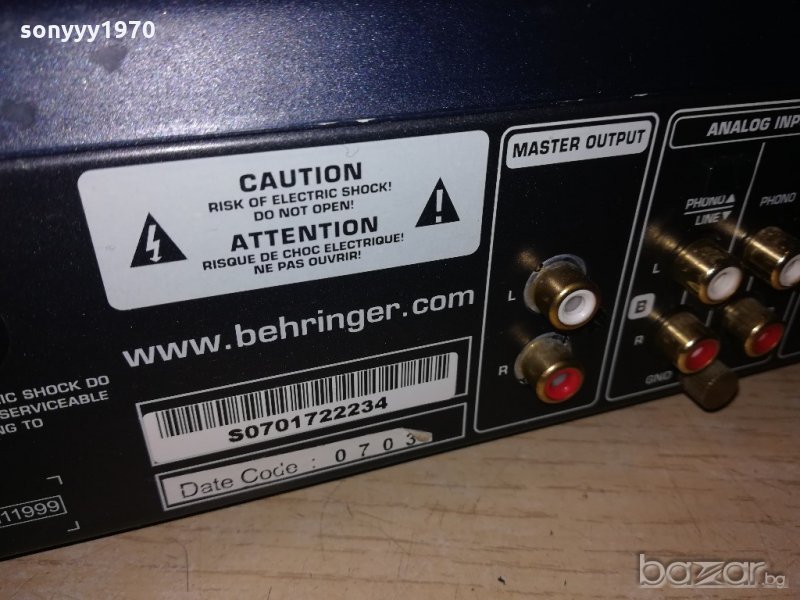 sonyyy1970
CAUTION
RISK OF ELECTRIC SHOCK!
DO NOT OPEN!
ATTENTION
RISQUE DE CHOC ELECTRIQUE!
NE PAS OUVRIR!
www.behringer.com
MASTER OUTPUT
L
R
ANALOG INP
PHONO▲
LINE▼
PHONO
L
B
R
GND
IC SHOCK DO
SERVICEABLE
NG TO
S0701722234
Date Code : 0703
11999
bazar.bg